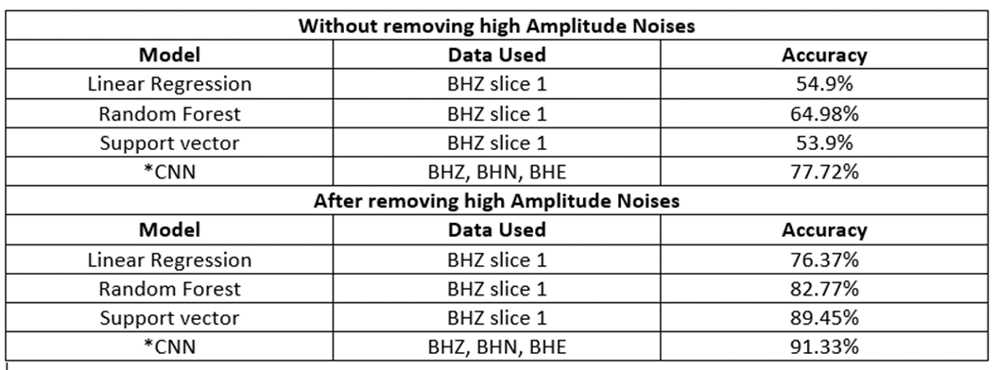 Without removing high Amplitude Noises
Model Data Used Accuracy
Linear Regression BHZ slice 1 54.9%
Random Forest BHZ slice 1 64.98%
Support vector BHZ slice 1 53.9%
*CNN BHZ, BHN, BHE 77.72%
After removing high Amplitude Noises
Model Data Used Accuracy
Linear Regression BHZ slice 1 76.37%
Random Forest BHZ slice 1 82.77%
Support vector BHZ slice 1 89.45%
*CNN BHZ, BHN, BHE 91.33%